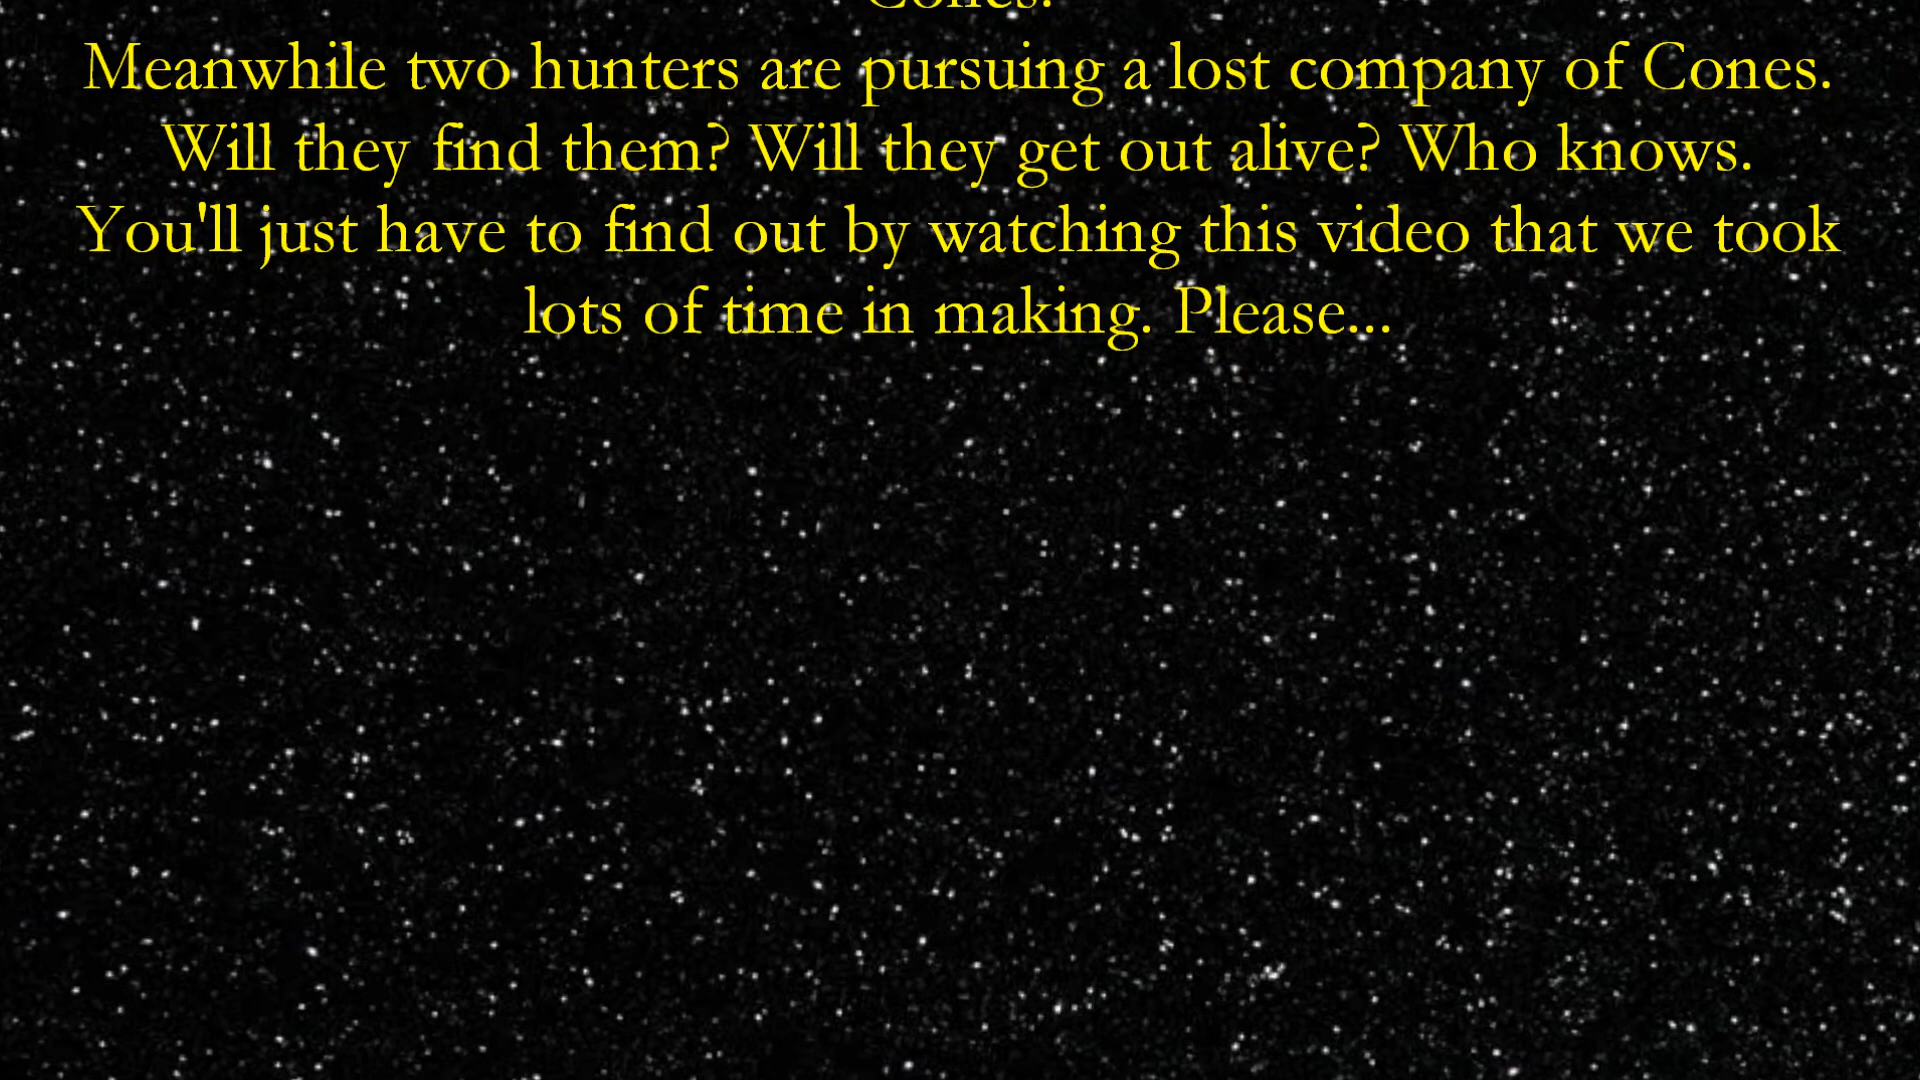 Cones.
Meanwhile two hunters are pursuing a lost company of Cones.
Will they find them? Will they get out alive? Who knows.
You'll just have to find out by watching this video that we took
lots of time in making. Please...